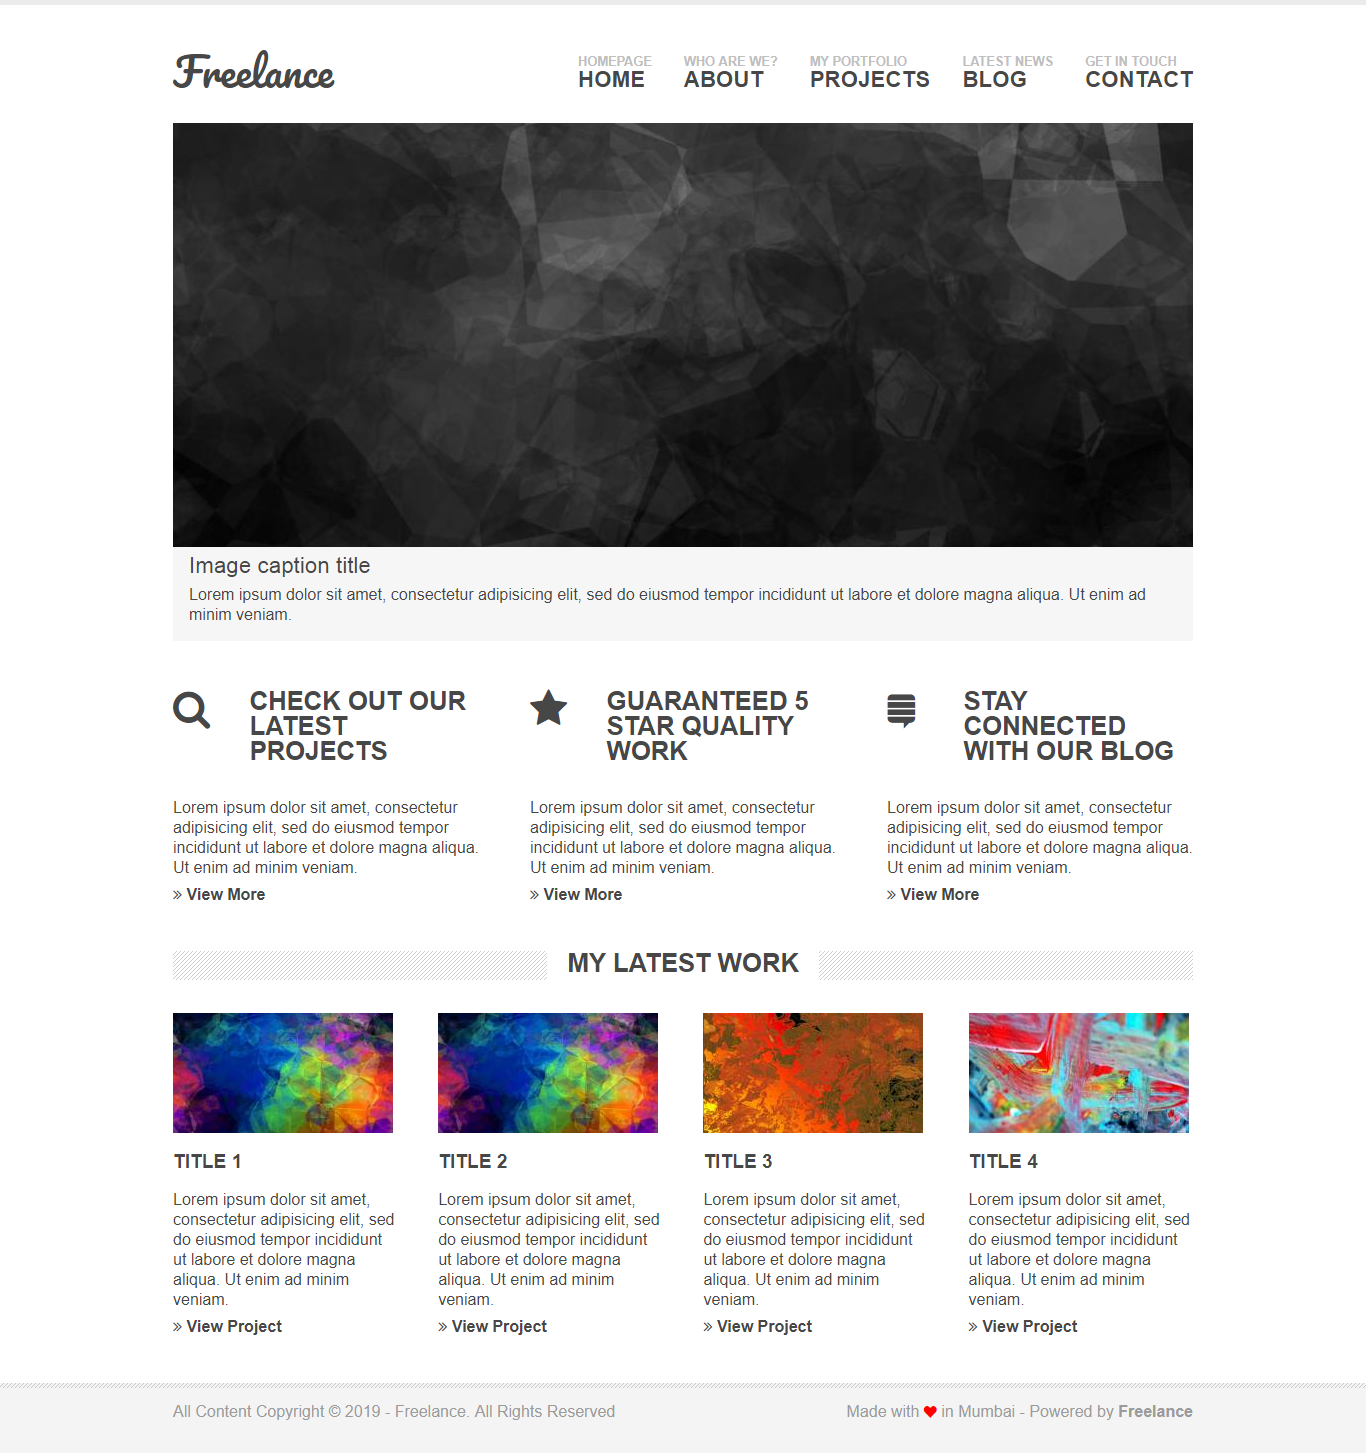 Freelance
HOMEPAGE
HOME
WHO ARE WE?
ABOUT
MY PORTFOLIO
PROJECTS
LATEST NEWS
BLOG
GET IN TOUCH
CONTACT
Image caption title
Lorem ipsum dolor sit amet, consectetur adipisicing elit, sed do eiusmod tempor incididunt ut labore et dolore magna aliqua. Ut enim ad
minim veniam.
CHECK OUT OUR
LATEST
PROJECTS
Lorem ipsum dolor sit amet, consectetur
adipisicing elit, sed do eiusmod tempor
incididunt ut labore et dolore magna aliqua.
Ut enim ad minim veniam.
» View More
GUARANTEED 5
STAR QUALITY
WORK
Lorem ipsum dolor sit amet, consectetur
adipisicing elit, sed do eiusmod tempor
incididunt ut labore et dolore magna aliqua.
Ut enim ad minim veniam.
» View More
STAY
CONNECTED
WITH OUR BLOG
Lorem ipsum dolor sit amet, consectetur
adipisicing elit, sed do eiusmod tempor
incididunt ut labore et dolore magna aliqua.
Ut enim ad minim veniam.
» View More
MY LATEST WORK
TITLE 1
Lorem ipsum dolor sit amet,
consectetur adipisicing elit, sed
do eiusmod tempor incididunt
ut labore et dolore magna
aliqua. Ut enim ad minim
veniam.
» View Project
TITLE 2
Lorem ipsum dolor sit amet,
consectetur adipisicing elit, sed
do eiusmod tempor incididunt
ut labore et dolore magna
aliqua. Ut enim ad minim
veniam.
» View Project
TITLE 3
Lorem ipsum dolor sit amet,
consectetur adipisicing elit, sed
do eiusmod tempor incididunt
ut labore et dolore magna
aliqua. Ut enim ad minim
veniam.
» View Project
TITLE 4
Lorem ipsum dolor sit amet,
consectetur adipisicing elit, sed
do eiusmod tempor incididunt
ut labore et dolore magna
aliqua. Ut enim ad minim
veniam.
» View Project
All Content Copyright © 2019 - Freelance. All Rights Reserved
Made with ♥ in Mumbai - Powered by Freelance